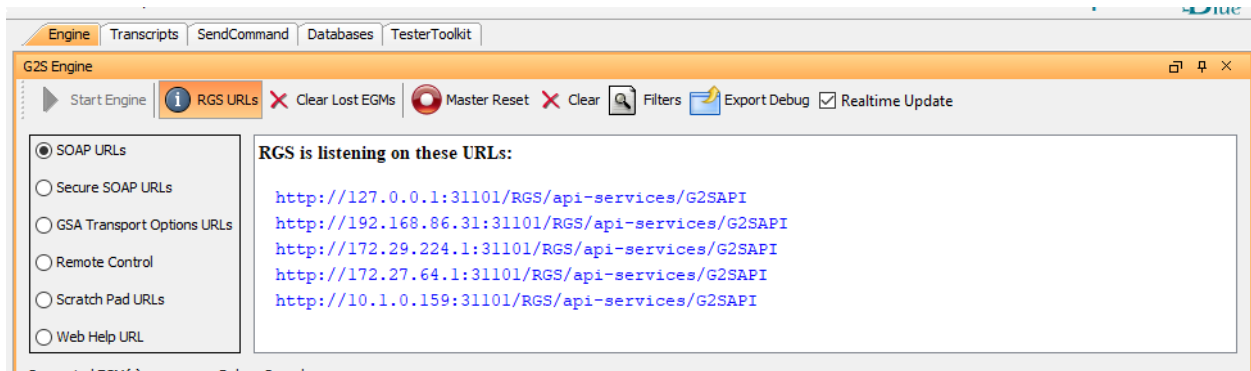 Engine Transcripts SendCommand Databases TesterToolkit
G2S Engine
Start Engine RGS URLs Clear Lost EGMs Master Reset Clear Filters Export Debug Realtime Update
SOAP URLs
Secure SOAP URLs
GSA Transport Options URLs
Remote Control
Scratch Pad URLs
Web Help URL
RGS is listening on these URLs:
http://127.0.0.1:31101/RGS/api-services/G2SAPI
http://192.168.86.31:31101/RGS/api-services/G2SAPI
http://172.29.224.1:31101/RGS/api-services/G2SAPI
http://172.27.64.1:31101/RGS/api-services/G2SAPI
http://10.1.0.159:31101/RGS/api-services/G2SAPI